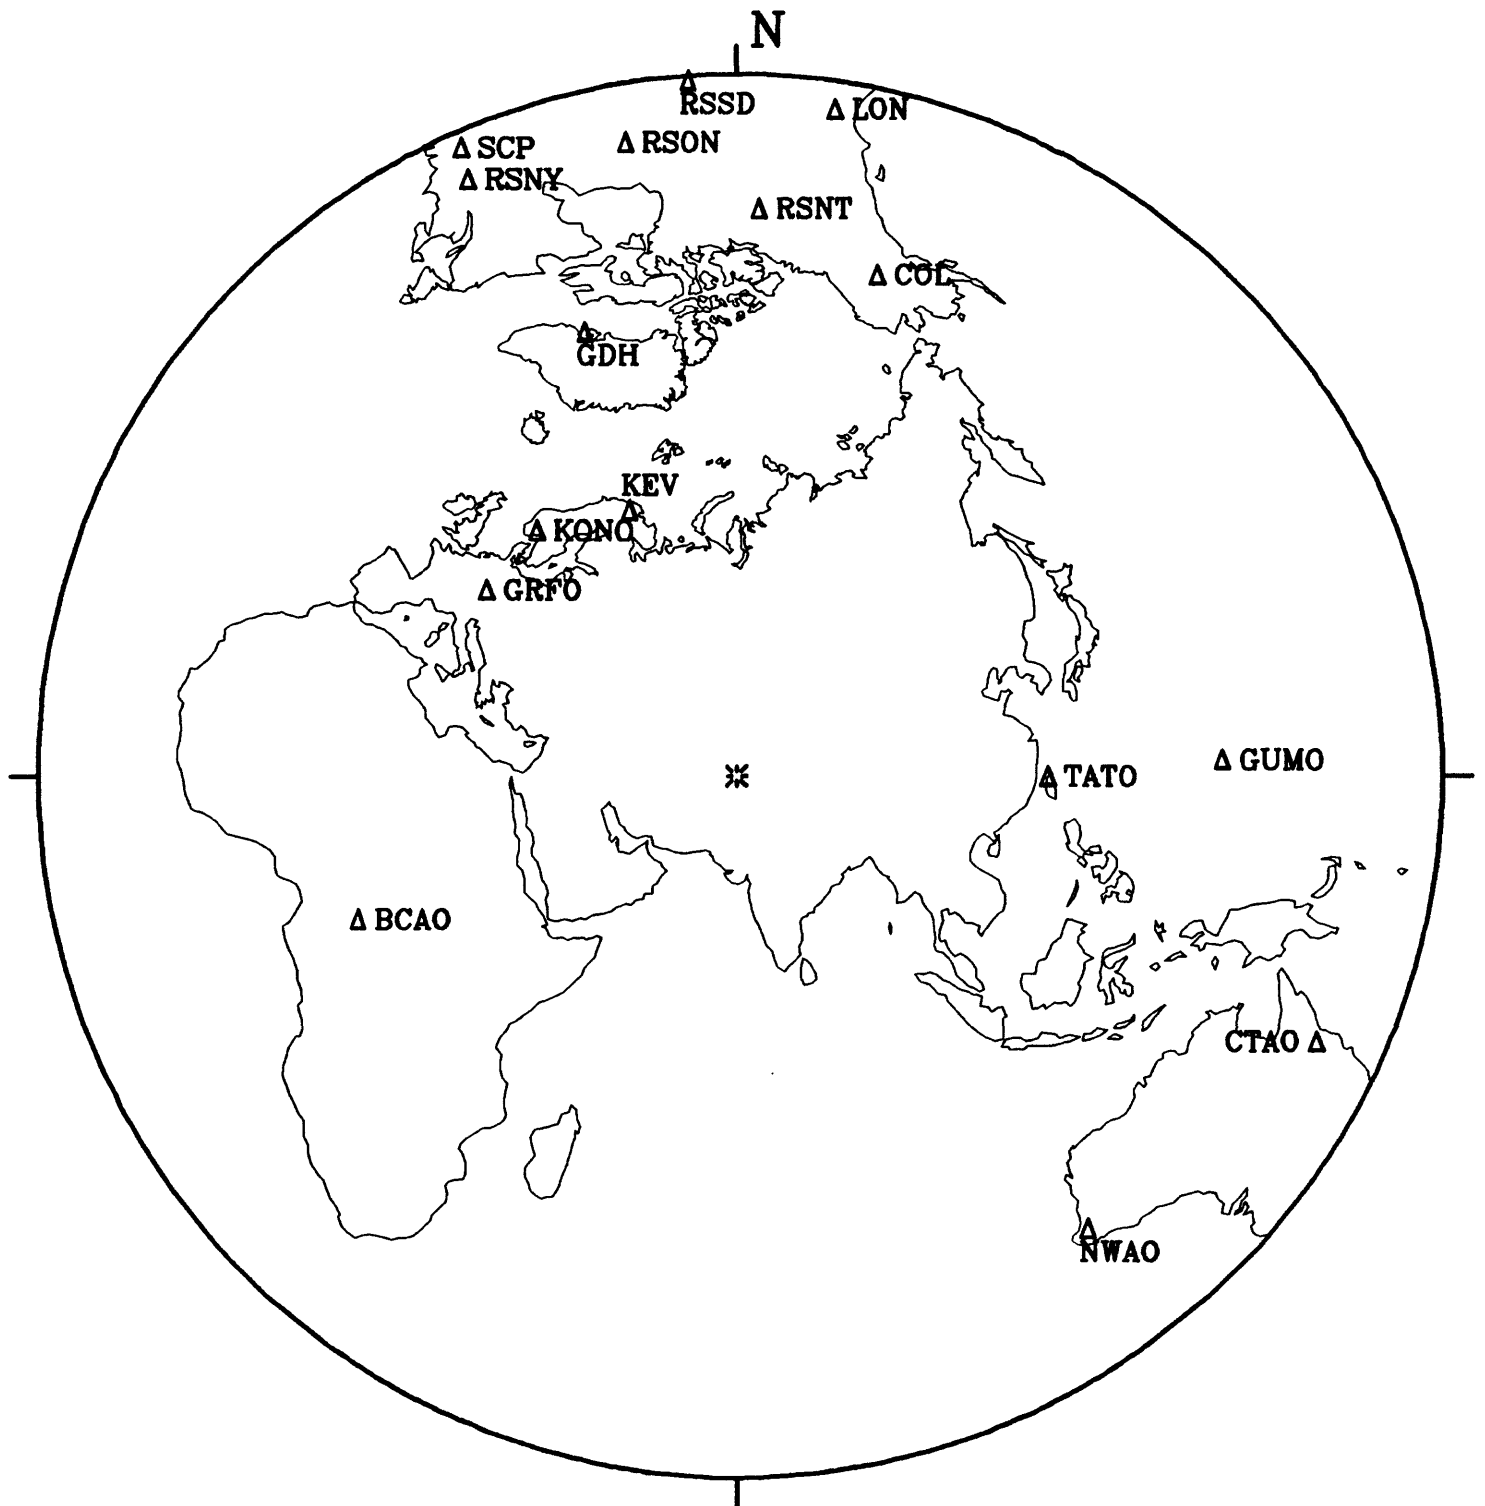 N
RSSD
LON
SCP
RSON
RSNY
RSNT
COL
GDH
KEV
KONO
GRFO
TATO
GUMO
BCAO
CTAO
NWAO